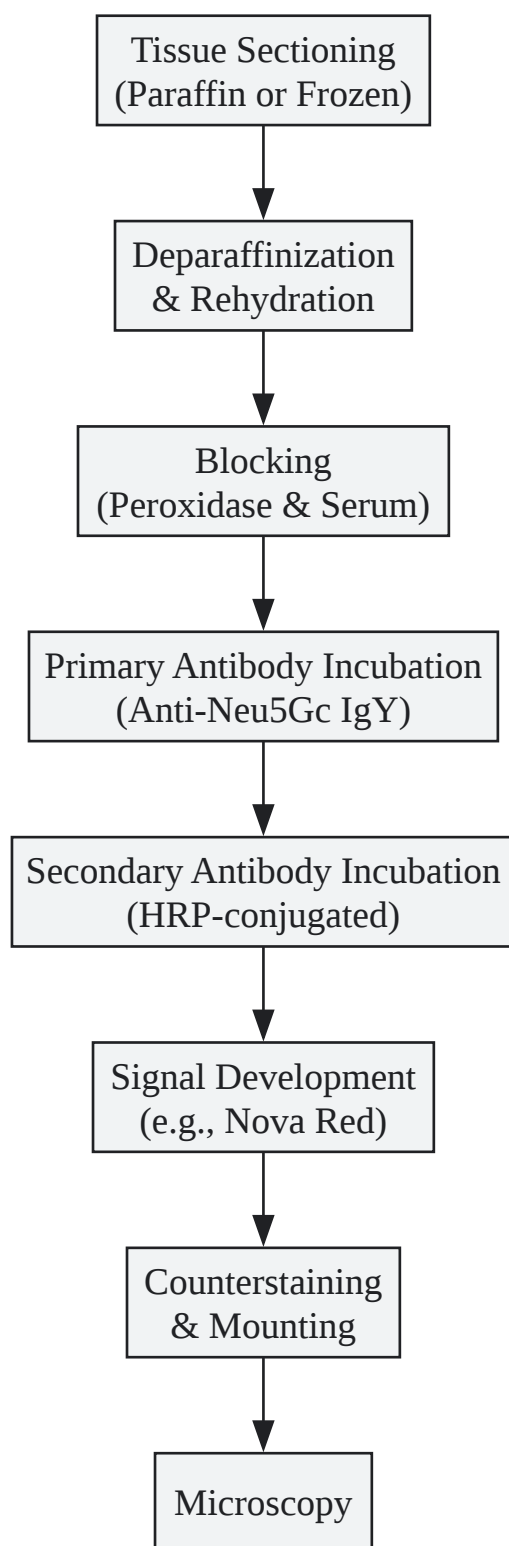 Tissue Sectioning
(Paraffin or Frozen)
Deparaffinization
& Rehydration
Blocking
(Peroxidase & Serum)
Primary Antibody Incubation
(Anti-Neu5Gc IgY)
Secondary Antibody Incubation
(HRP-conjugated)
Signal Development
(e.g., Nova Red)
Counterstaining
& Mounting
Microscopy